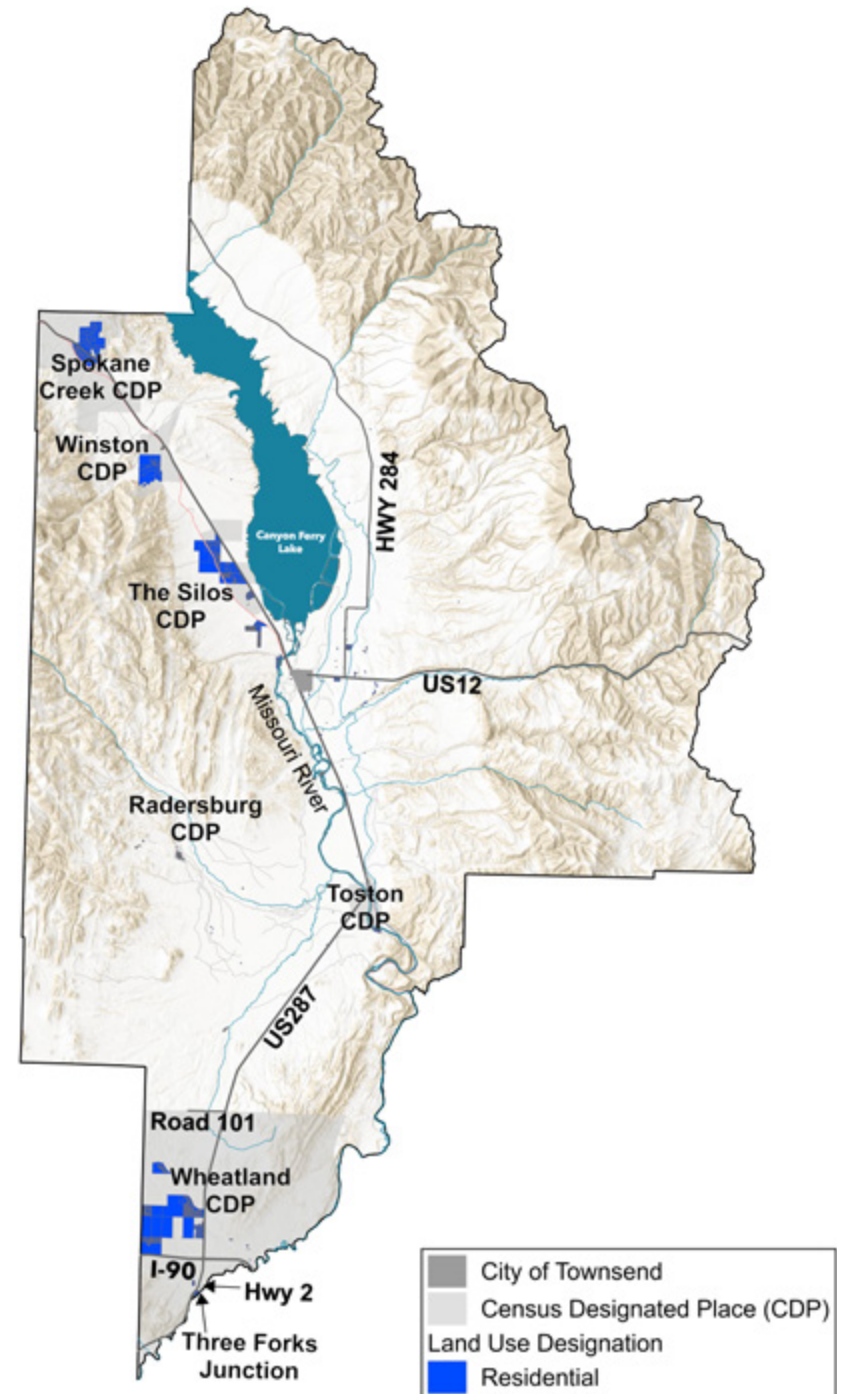 Spokane
Creek CDP
Winston
CDP
HWY 284
Canyon Ferry
Lake
The Silos
CDP
US12
Missouri River
Radersburg
CDP
Toston
CDP
US287
Road 101
Wheatland
CDP
I-90
Hwy 2
Three Forks
Junction
City of Townsend
Census Designated Place (CDP)
Land Use Designation
Residential